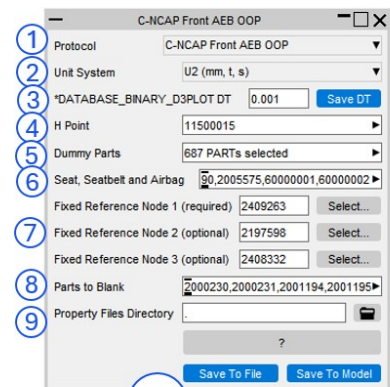 C-NCAP Front AEB OOP
1 Protocol C-NCAP Front AEB OOP
2 Unit System U2 (mm, t, s)
3 *DATABASE_BINARY_D3PLOT DT 0.001 Save DT
4 H Point 11500015
5 Dummy Parts 687 PARTs selected
6 Seat, Seatbelt and Airbag 90,2005575,60000001,60000002
Fixed Reference Node 1 (required) 2409263 Select...
7 Fixed Reference Node 2 (optional) 2197598 Select...
Fixed Reference Node 3 (optional) 2408332 Select...
8 Parts to Blank 2000230,2000231,2001194,2001195
9 Property Files Directory .
?
Save To File Save To Model